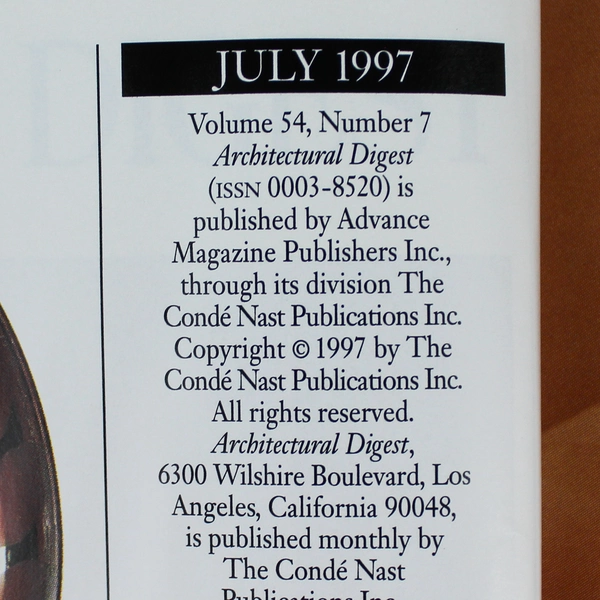 JULY 1997
Volume 54, Number 7
Architectural Digest
(ISSN 0003-8520) is
published by Advance
Magazine Publishers Inc.,
through its division The
Condé Nast Publications Inc.
Copyright © 1997 by The
Condé Nast Publications Inc.
All rights reserved.
Architectural Digest,
6300 Wilshire Boulevard, Los
Angeles, California 90048,
is published monthly by
The Condé Nast
Publications Inc.